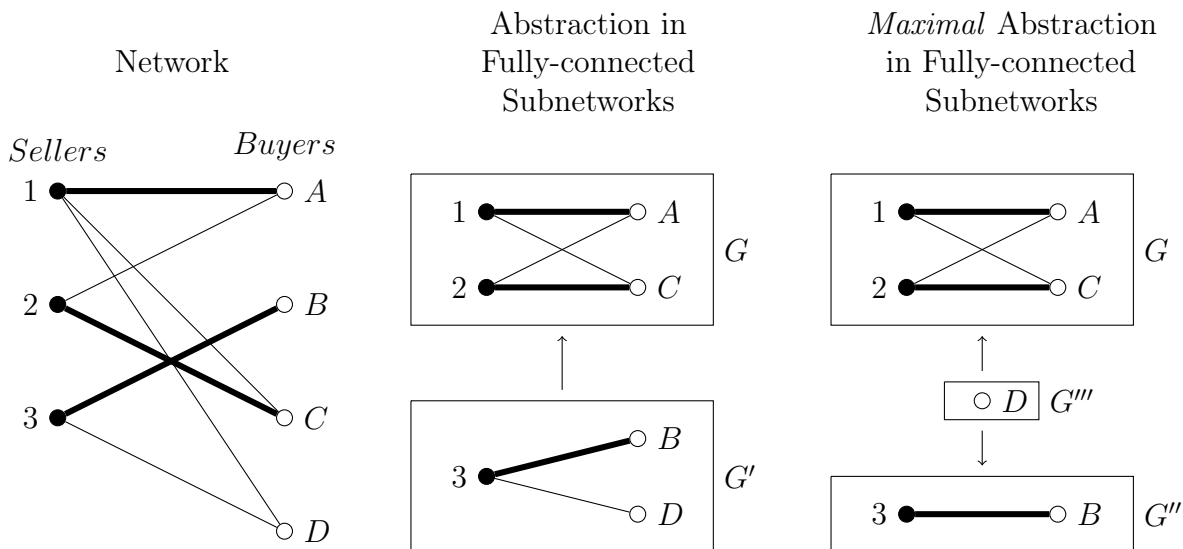 Network
Abstraction in
Fully-connected
Subnetworks
Maximal Abstraction
in Fully-connected
Subnetworks
Sellers
Buyers
1
A
2
B
3
C
D
1
A
2
C
G
3
B
D
G′
1
A
2
C
G
D
G‴
3
B
G″